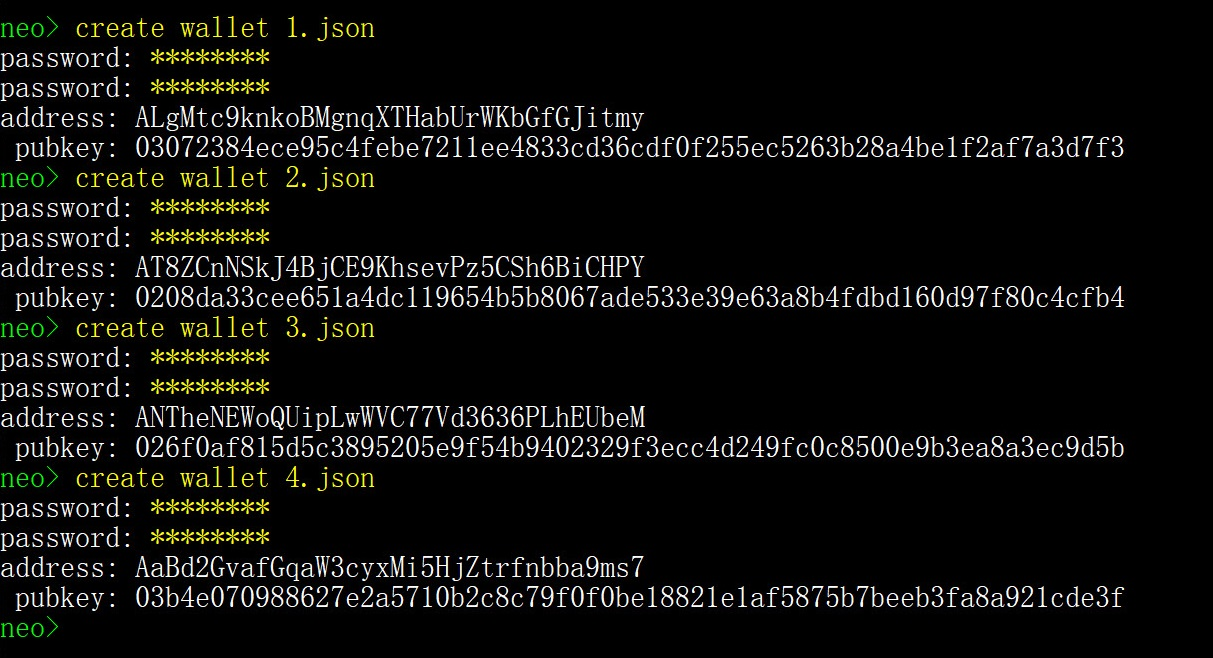 neo> create wallet 1.json
password: ********
password: ********
address: ALgMtc9knkoBMgnqXTHabUrWKbGfGJitmy
pubkey: 03072384ece95c4febe7211ee4833cd36cdf0f255ec5263b28a4be1f2af7a3d7f3
neo> create wallet 2.json
password: ********
password: ********
address: AT8ZCnNSkJ4BjCE9KhsevPz5CSh6BiCHPY
pubkey: 0208da33cee651a4dc119654b5b8067ade533e39e63a8b4fdbd160d97f80c4cfb4
neo> create wallet 3.json
password: ********
password: ********
address: ANTheNEWoQUipLwWVC77Vd3636PLhEUbeM
pubkey: 026f0af815d5c3895205e9f54b9402329f3ecc4d249fc0c8500e9b3ea8a3ec9d5b
neo> create wallet 4.json
password: ********
password: ********
address: AaBd2GvafGqaW3cyxMi5HjZtrfnbba9ms7
pubkey: 03b4e070988627e2a5710b2c8c79f0f0be18821e1af5875b7beeb3fa8a921cde3f
neo>